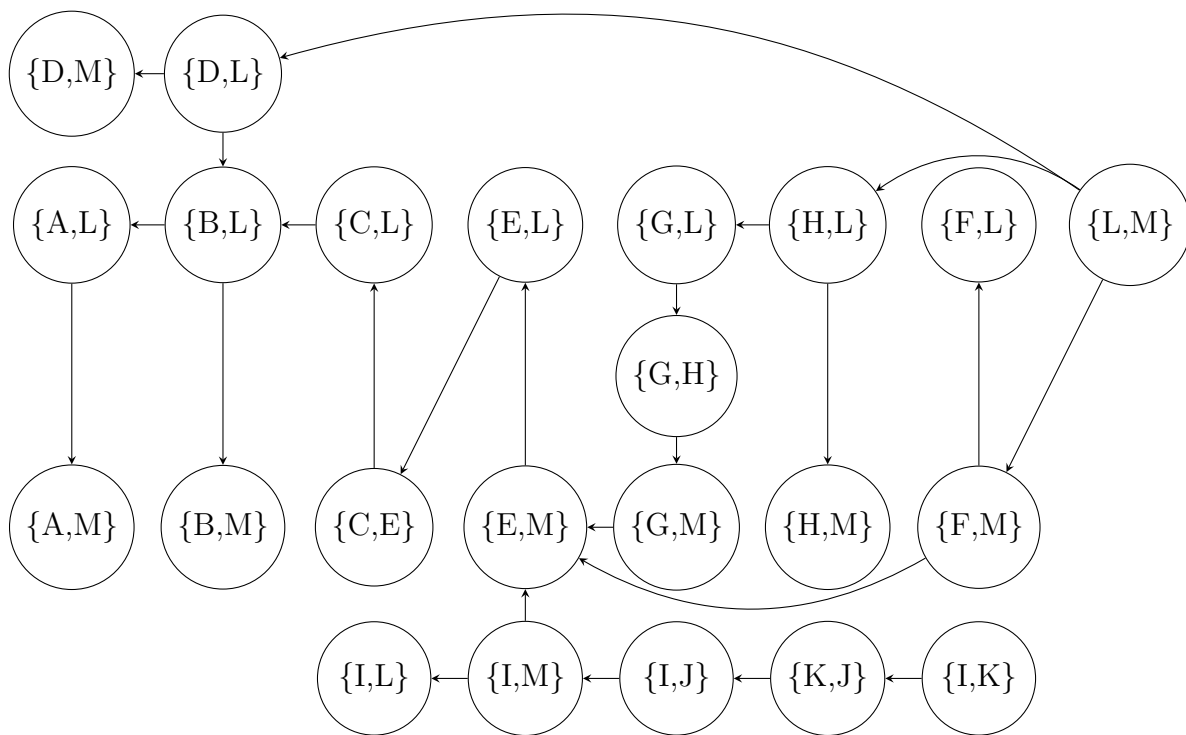 {D,M} {D,L}
{A,L} {B,L} {C,L} {E,L} {G,L} {H,L} {F,L} {L,M}
{G,H}
{A,M} {B,M} {C,E} {E,M} {G,M} {H,M} {F,M}
{I,L} {I,M} {I,J} {K,J} {I,K}